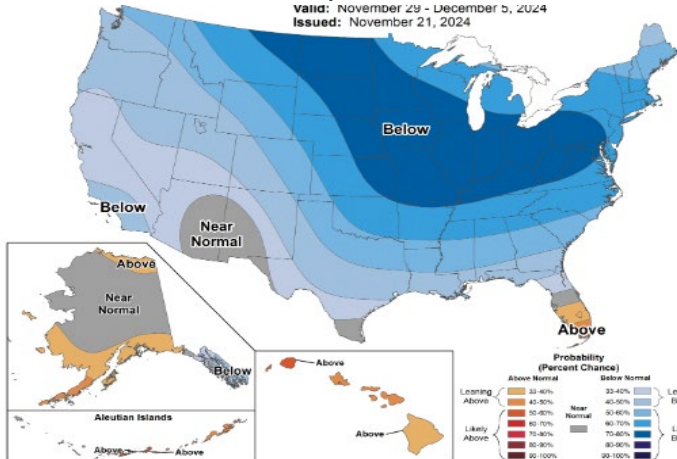 Valid: November 29 - December 5, 2024
Issued: November 21, 2024
Below
Below
Near
Normal
Above
Above
Near
Normal
Below
Aleutian Islands
Above
Above
Above
Above
Probability
(Percent Chance)
Above Normal
Below Normal
Leaning
Above
33-40%
40-50%
50-60%
Likely
Above
60-70%
70-80%
80-90%
90-100%
Near
Normal
33-40%
40-50%
50-60%
60-70%
70-80%
80-90%
90-100%
Le
B
L
B